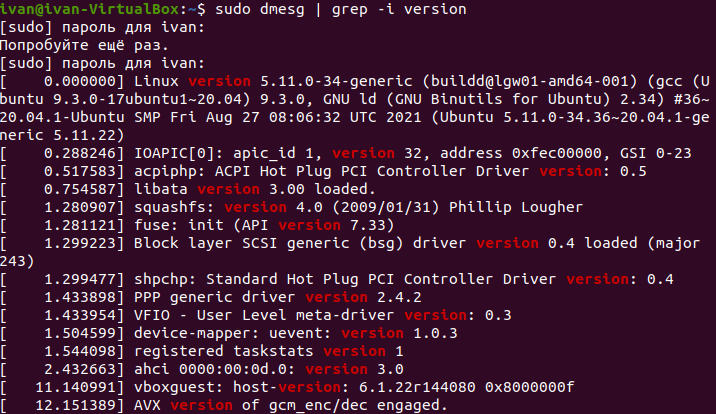 ivan@ivan-VirtualBox:~$ sudo dmesg | grep -i version
[sudo] пароль для ivan:
Попробуйте ещё раз.
[sudo] пароль для ivan:
[    0.000000] Linux version 5.11.0-34-generic (buildd@lgw01-amd64-001) (gcc (U
buntu 9.3.0-17ubuntu1~20.04) 9.3.0, GNU ld (GNU Binutils for Ubuntu) 2.34) #36~
20.04.1-Ubuntu SMP Fri Aug 27 08:06:32 UTC 2021 (Ubuntu 5.11.0-34.36~20.04.1-ge
neric 5.11.22)
[    0.288246] IOAPIC[0]: apic_id 1, version 32, address 0xfec00000, GSI 0-23
[    0.517583] acpiphp: ACPI Hot Plug PCI Controller Driver version: 0.5
[    0.754587] libata version 3.00 loaded.
[    1.280907] squashfs: version 4.0 (2009/01/31) Phillip Lougher
[    1.281121] fuse: init (API version 7.33)
[    1.299223] Block layer SCSI generic (bsg) driver version 0.4 loaded (major
243)
[    1.299477] shpchp: Standard Hot Plug PCI Controller Driver version: 0.4
[    1.433898] PPP generic driver version 2.4.2
[    1.433954] VFIO - User Level meta-driver version: 0.3
[    1.504599] device-mapper: uevent: version 1.0.3
[    1.544098] registered taskstats version 1
[    2.432663] ahci 0000:00:0d.0: version 3.0
[   11.140991] vboxguest: host-version: 6.1.22r144080 0x8000000f
[   12.151389] AVX version of gcm_enc/dec engaged.